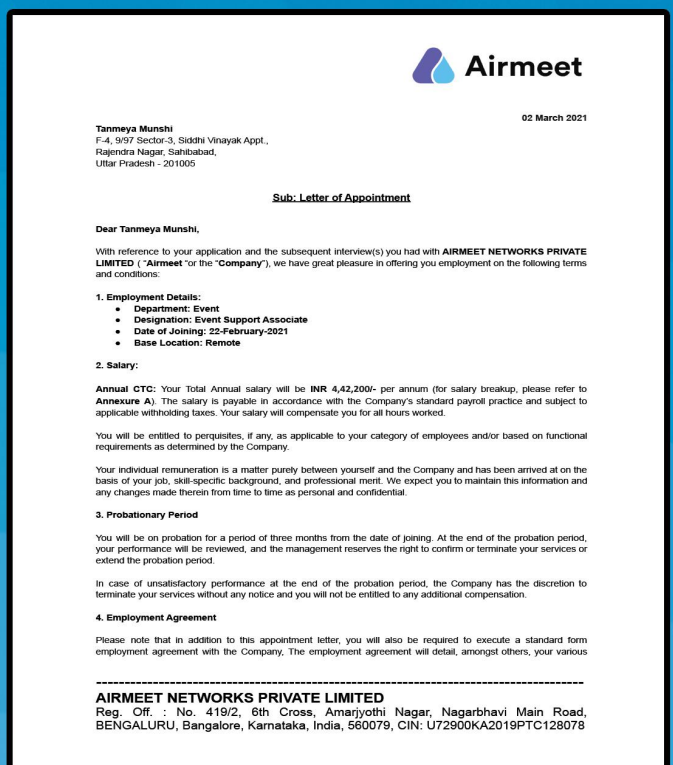 Airmeet
02 March 2021
Tanmeya Munshi
F-4, 9/97 Sector-3, Siddhi Vinayak Appt.,
Rajendra Nagar, Sahibabad,
Uttar Pradesh - 201005
Sub: Letter of Appointment
Dear Tanmeya Munshi,
With reference to your application and the subsequent interview(s) you had with AIRMEET NETWORKS PRIVATE
LIMITED ( “Airmeet “or the “Company”), we have great pleasure in offering you employment on the following terms
and conditions:
1. Employment Details:
● Department: Event
● Designation: Event Support Associate
● Date of Joining: 22-February-2021
● Base Location: Remote
2. Salary:
Annual CTC: Your Total Annual salary will be INR 4,42,200/- per annum (for salary breakup, please refer to
Annexure A). The salary is payable in accordance with the Company's standard payroll practice and subject to
applicable withholding taxes. Your salary will compensate you for all hours worked.
You will be entitled to perquisites, if any, as applicable to your category of employees and/or based on functional
requirements as determined by the Company.
Your individual remuneration is a matter purely between yourself and the Company and has been arrived at on the
basis of your job, skill-specific background, and professional merit. We expect you to maintain this information and
any changes made therein from time to time as personal and confidential.
3. Probationary Period
You will be on probation for a period of three months from the date of joining. At the end of the probation period,
your performance will be reviewed, and the management reserves the right to confirm or terminate your services or
extend the probation period.
In case of unsatisfactory performance at the end of the probation period, the Company has the discretion to
terminate your services without any notice and you will not be entitled to any additional compensation.
4. Employment Agreement
Please note that in addition to this appointment letter, you will also be required to execute a standard form
employment agreement with the Company, The employment agreement will detail, amongst others, your various
AIRMEET NETWORKS PRIVATE LIMITED
Reg. Off. : No. 419/2, 6th Cross, Amarjyothi Nagar, Nagarbhavi Main Road,
BENGALURU, Bangalore, Karnataka, India, 560079, CIN: U72900KA2019PTC128078